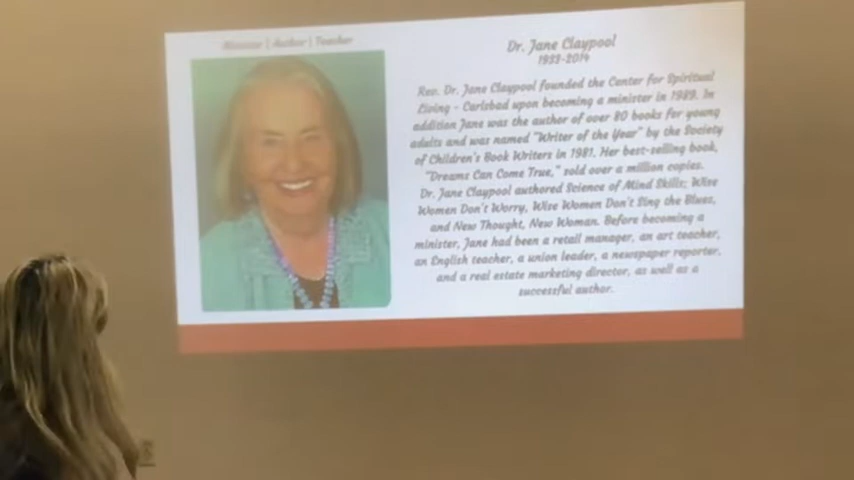 Minister | Author | Teacher
Dr. Jane Claypool
1933-2014
Rev. Dr. Jane Claypool founded the Center for Spiritual
Living - Carlsbad upon becoming a minister in 1989. In
addition Jane was the author of over 80 books for young
adults and was named "Writer of the Year" by the Society
of Children's Book Writers in 1981. Her best-selling book,
"Dreams Can Come True," sold over a million copies.
Dr. Jane Claypool authored Science of Mind Skills; Wise
Women Don't Worry, Wise Women Don't Sing the Blues,
and New Thought, New Woman. Before becoming a
minister, Jane had been a retail manager, an art teacher,
an English teacher, a union leader, a newspaper reporter,
and a real estate marketing director, as well as a
successful author.